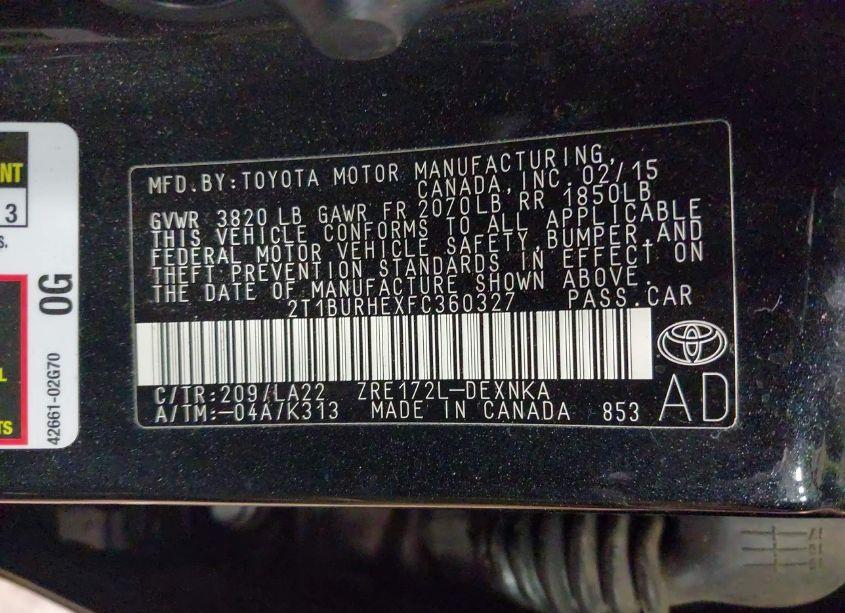 MFD.BY:TOYOTA MOTOR MANUFACTURING,
CANADA,INC. 02/15
GVWR 3820 LB GAWR FR 2070LB RR 1850LB
THIS VEHICLE CONFORMS TO ALL APPLICABLE
FEDERAL MOTOR VEHICLE SAFETY,BUMPER,AND
THEFT PREVENTION STANDARDS IN EFFECT ON
THE DATE OF MANUFACTURE SHOWN ABOVE.
2T1BURHEXFC360327 PASS.CAR
C/TR:209/LA22 ZRE172L-DEXNKA
A/TM:-04A/K313 MADE IN CANADA 853
AD
3
0G
42661-02G70